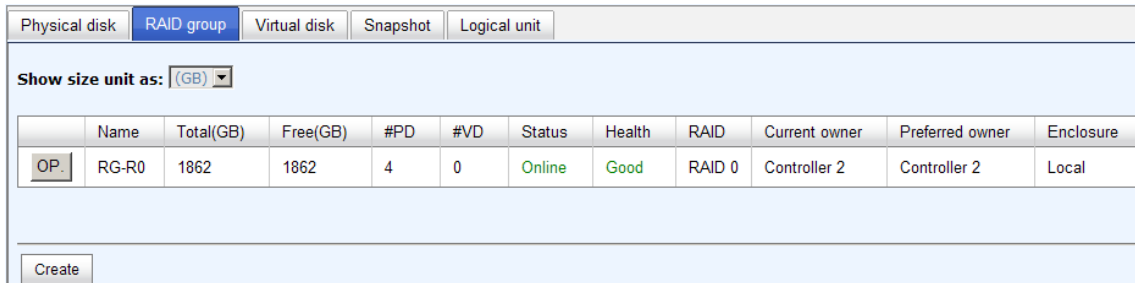 Physical disk RAID group Virtual disk Snapshot Logical unit
Show size unit as: (GB)
Name Total(GB) Free(GB) #PD #VD Status Health RAID Current owner Preferred owner Enclosure
OP. RG-R0 1862 1862 4 0 Online Good RAID 0 Controller 2 Controller 2 Local
Create